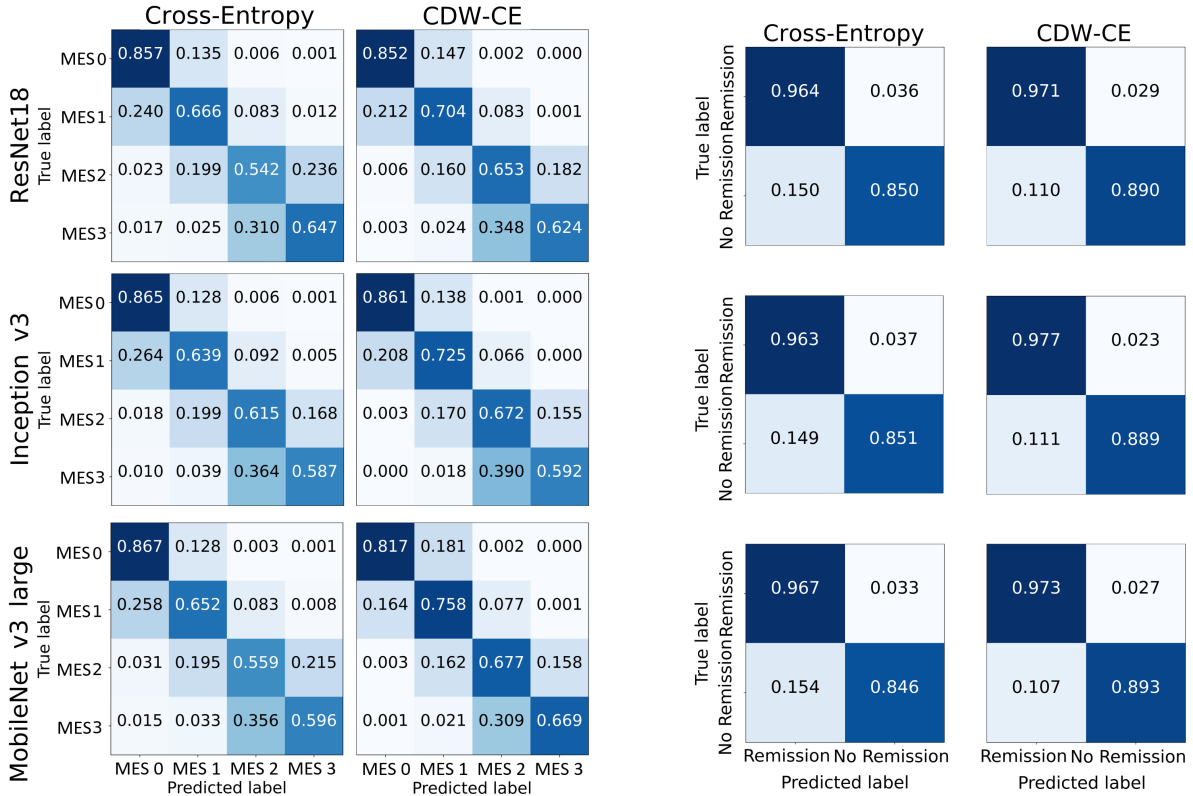 Cross-Entropy CDW-CE
ResNet18
True label
MES 0 0.857 0.135 0.006 0.001 0.852 0.147 0.002 0.000
MES1 0.240 0.666 0.083 0.012 0.212 0.704 0.083 0.001
MES2 0.023 0.199 0.542 0.236 0.006 0.160 0.653 0.182
MES3 0.017 0.025 0.310 0.647 0.003 0.024 0.348 0.624
Inception v3
True label
MES0 0.865 0.128 0.006 0.001 0.861 0.138 0.001 0.000
MES1 0.264 0.639 0.092 0.005 0.208 0.725 0.066 0.000
MES2 0.018 0.199 0.615 0.168 0.003 0.170 0.672 0.155
MES3 0.010 0.039 0.364 0.587 0.000 0.018 0.390 0.592
MobileNet v3 large
True label
MES0 0.867 0.128 0.003 0.001 0.817 0.181 0.002 0.000
MES1 0.258 0.652 0.083 0.008 0.164 0.758 0.077 0.001
MES2 0.031 0.195 0.559 0.215 0.003 0.162 0.677 0.158
MES3 0.015 0.033 0.356 0.596 0.001 0.021 0.309 0.669
MES 0 MES 1 MES 2 MES 3 MES 0 MES 1 MES 2 MES 3
Predicted label Predicted label
Cross-Entropy CDW-CE
True label
Remission 0.964 0.036 0.971 0.029
No Remission 0.150 0.850 0.110 0.890
True label
Remission 0.963 0.037 0.977 0.023
No Remission 0.149 0.851 0.111 0.889
True label
Remission 0.967 0.033 0.973 0.027
No Remission 0.154 0.846 0.107 0.893
Remission No Remission Remission No Remission
Predicted label Predicted label